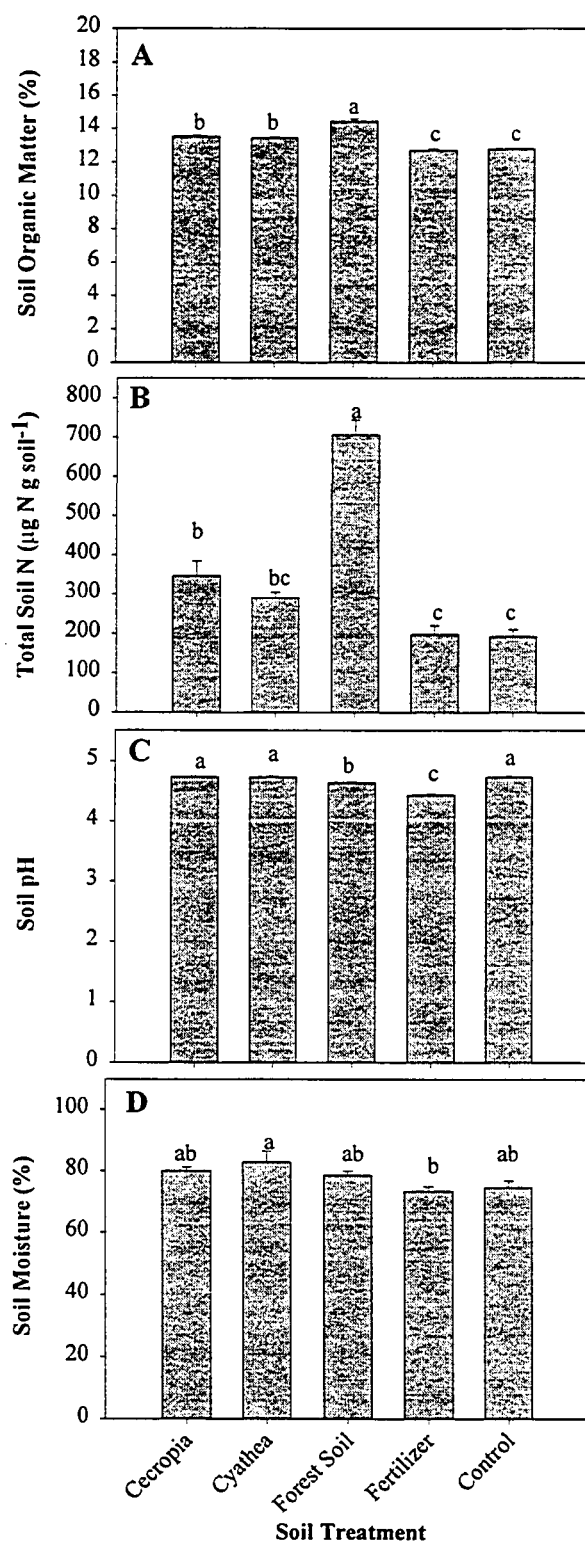 A
Soil Organic Matter (%)
20
18
16
14
12
10
8
6
4
2
0
b b a c c
B
Total Soil N (µg N g soil⁻¹)
800
700
600
500
400
300
200
100
0
b bc a c c
C
Soil pH
5
4
3
2
1
0
a a b c a
D
Soil Moisture (%)
100
80
60
40
20
0
ab a ab b ab
Cecropia
Cyathea
Forest Soil
Fertilizer
Control
Soil Treatment